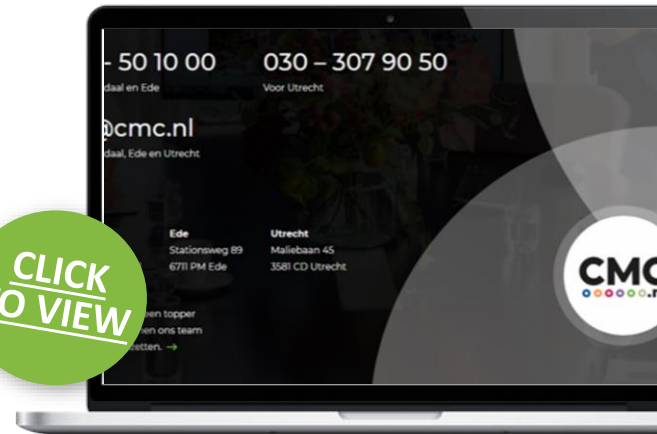 - 50 10 00
daal en Ede
030 – 307 90 50
Voor Utrecht
@cmc.nl
daal, Ede en Utrecht
Ede
Stationsweg 89
6711 PM Ede
Utrecht
Maliebaan 45
3581 CD Utrecht
een topper
en ons team
etten. →
CLICK
TO VIEW
CMC